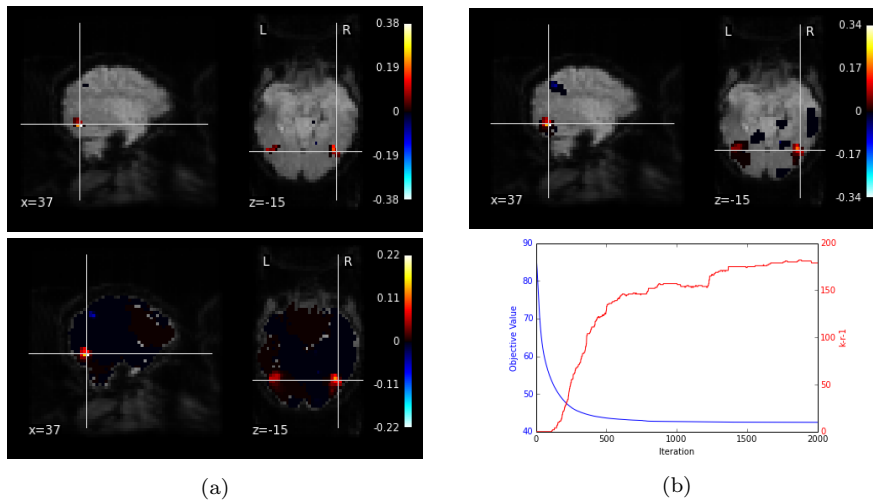 L R
0.38
0.19
0
-0.19
-0.38
x=37 z=-15
L R
0.34
0.17
0
-0.17
-0.34
x=37 z=-15
L R
0.22
0.11
0
-0.11
-0.22
x=37 z=-15
90
80
70
60
50
40
Objective Value
200
150
100
50
0
k-r-1
0 500 1000 1500 2000
Iteration
(a)
(b)